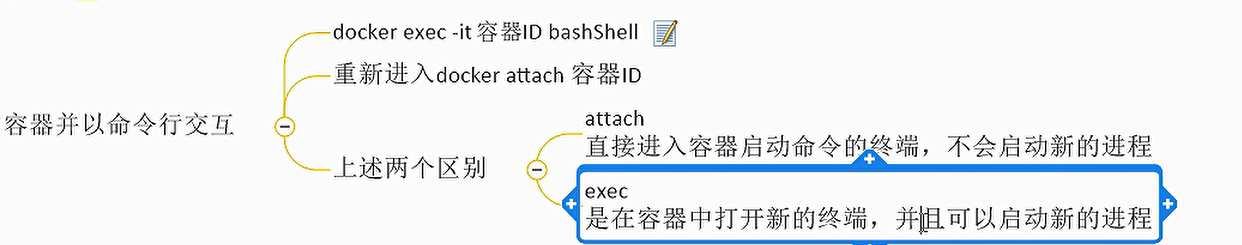 容器并以命令行交互
docker exec -it 容器ID bashShell
重新进入docker attach 容器ID
上述两个区别
attach
直接进入容器启动命令的终端，不会启动新的进程
exec
是在容器中打开新的终端，并且可以启动新的进程